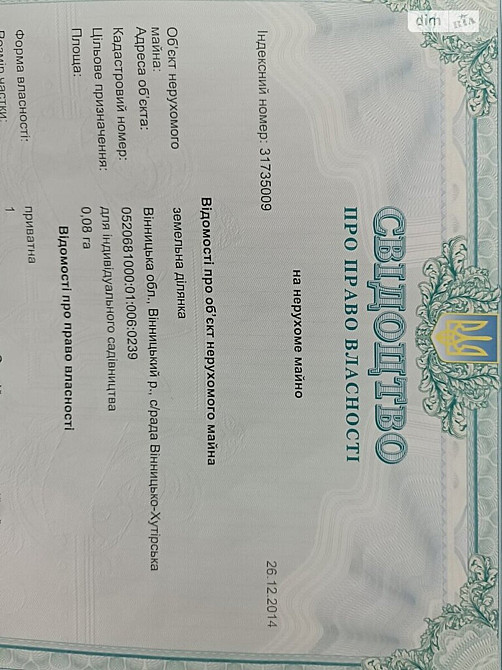 dim.ria
СВІДОЦТВО
ПРО ПРАВО ВЛАСНОСТІ
на нерухоме майно
Індексний номер: 31735009 26.12.2014
Відомості про об'єкт нерухомого майна
Об'єкт нерухомого майна: земельна ділянка
Адреса об'єкта: Вінницька обл., Вінницький р., с/рада Вінницько-Хутірська
Кадастровий номер: 0520681000:01:006:0239
Цільове призначення: для індивідуального садівництва
Площа: 0,08 га
Відомості про право власності
Форма власності: приватна
Розмір частки: 1